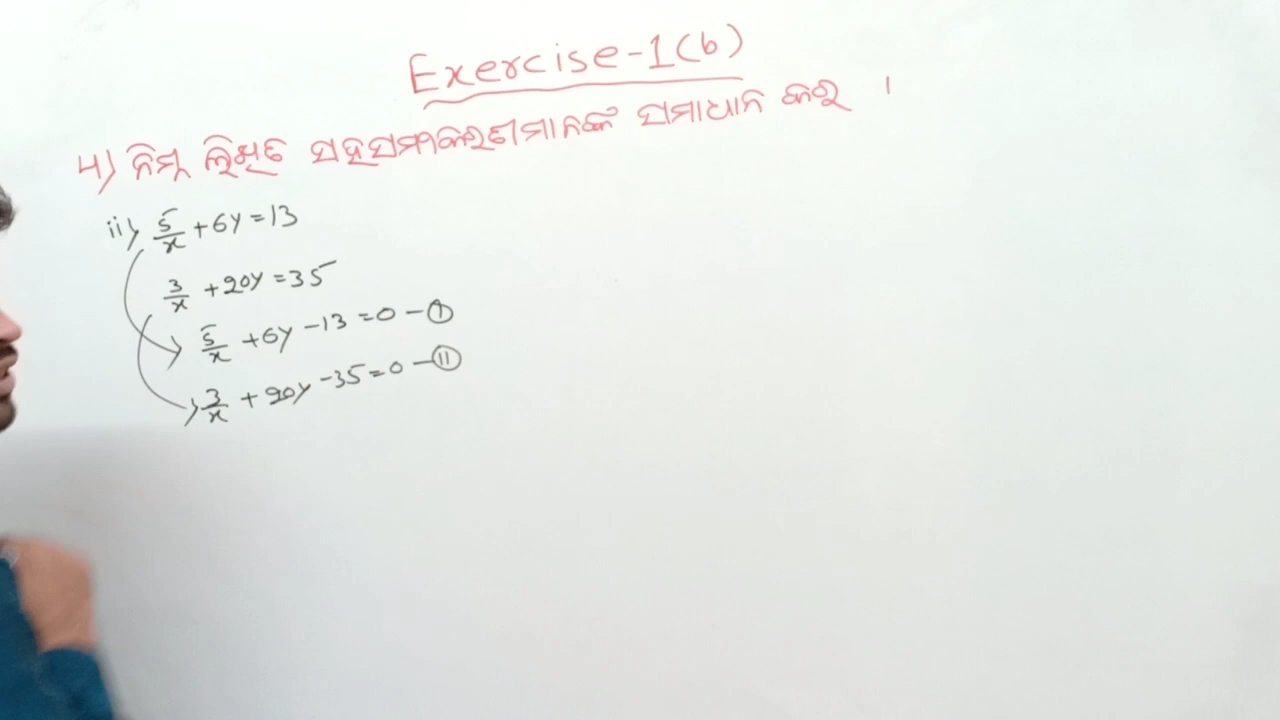 Exercise-1(b)
4) ନିମ୍ନ ଲିଖିତ ସହସମୀକରଣମାନଙ୍କ ସମାଧାନ କର ।
ii) 5/x + 6y = 13
3/x + 20y = 35
5/x + 6y - 13 = 0 - (I)
3/x + 20y - 35 = 0 - (II)